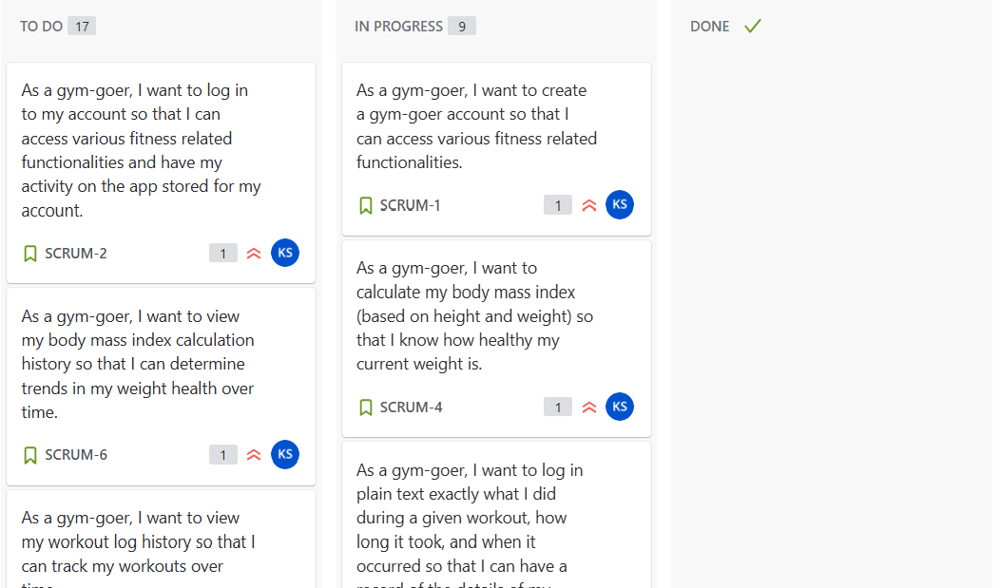 TO DO 17
As a gym-goer, I want to log in
to my account so that I can
access various fitness related
functionalities and have my
activity on the app stored for my
account.
SCRUM-2 1 KS
As a gym-goer, I want to view
my body mass index calculation
history so that I can determine
trends in my weight health over
time.
SCRUM-6 1 KS
As a gym-goer, I want to view
my workout log history so that I
can track my workouts over
time.
IN PROGRESS 9
As a gym-goer, I want to create
a gym-goer account so that I
can access various fitness related
functionalities.
SCRUM-1 1 KS
As a gym-goer, I want to
calculate my body mass index
(based on height and weight) so
that I know how healthy my
current weight is.
SCRUM-4 1 KS
As a gym-goer, I want to log in
plain text exactly what I did
during a given workout, how
long it took, and when it
occurred so that I can have a
record of the details of my
DONE